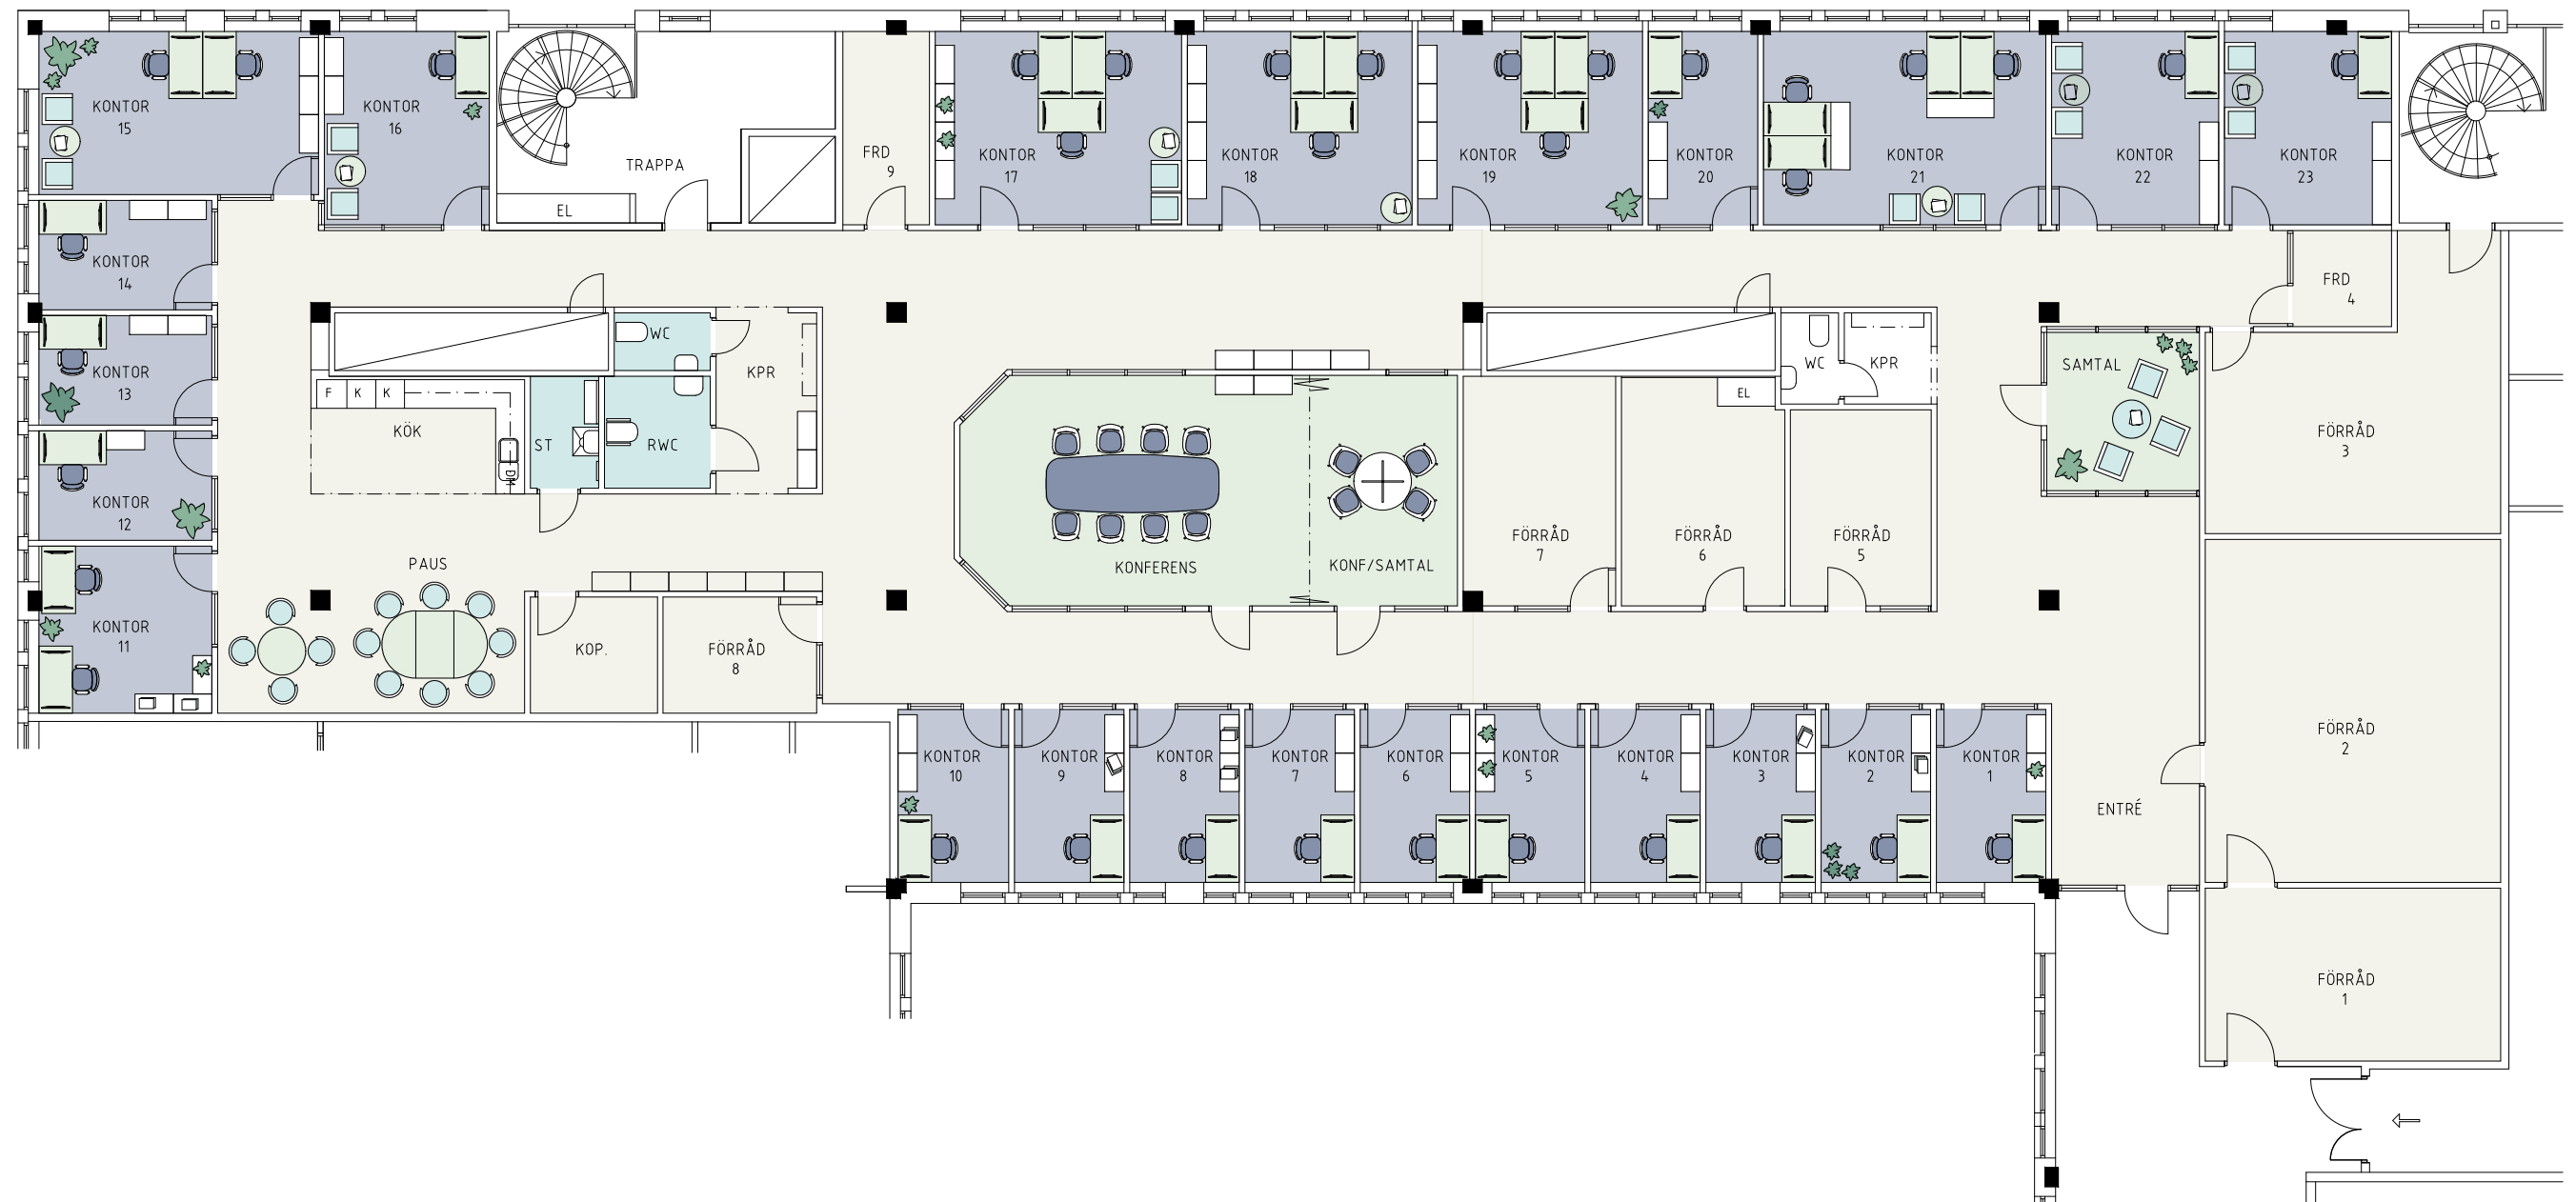 KONTOR
15
KONTOR
16
TRAPPA
EL
FRD
9
KONTOR
17
KONTOR
18
KONTOR
19
KONTOR
20
KONTOR
21
KONTOR
22
KONTOR
23
KONTOR
14
FRD
4
WC
KPR
WC
KPR
SAMTAL
KONTOR
13
F K K
EL
KÖK
ST
RWC
DM
FÖRRÅD
3
KONTOR
12
FÖRRÅD
7
FÖRRÅD
6
FÖRRÅD
5
PAUS
KONFERENS
KONF/SAMTAL
KONTOR
11
KOP.
FÖRRÅD
8
FÖRRÅD
2
KONTOR
10
KONTOR
9
KONTOR
8
KONTOR
7
KONTOR
6
KONTOR
5
KONTOR
4
KONTOR
3
KONTOR
2
KONTOR
1
ENTRÉ
FÖRRÅD
1